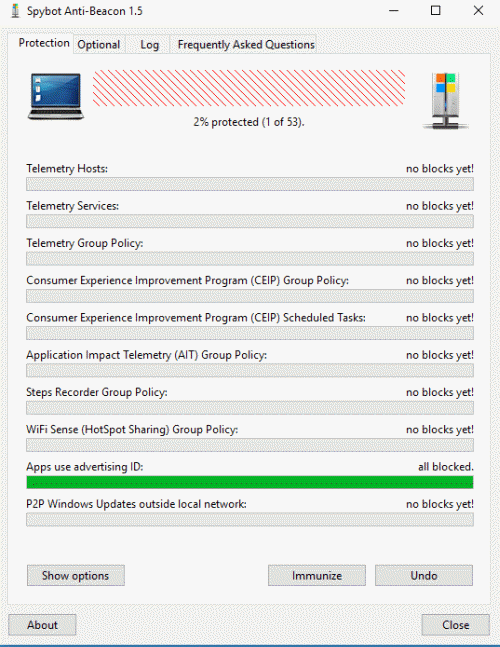 Spybot Anti-Beacon 1.5
Protection Optional Log Frequently Asked Questions
2% protected (1 of 53).
Telemetry Hosts: no blocks yet!
Telemetry Services: no blocks yet!
Telemetry Group Policy: no blocks yet!
Consumer Experience Improvement Program (CEIP) Group Policy: no blocks yet!
Consumer Experience Improvement Program (CEIP) Scheduled Tasks: no blocks yet!
Application Impact Telemetry (AIT) Group Policy: no blocks yet!
Steps Recorder Group Policy: no blocks yet!
WiFi Sense (HotSpot Sharing) Group Policy: no blocks yet!
Apps use advertising ID: all blocked.
P2P Windows Updates outside local network: no blocks yet!
Show options Immunize Undo
About Close